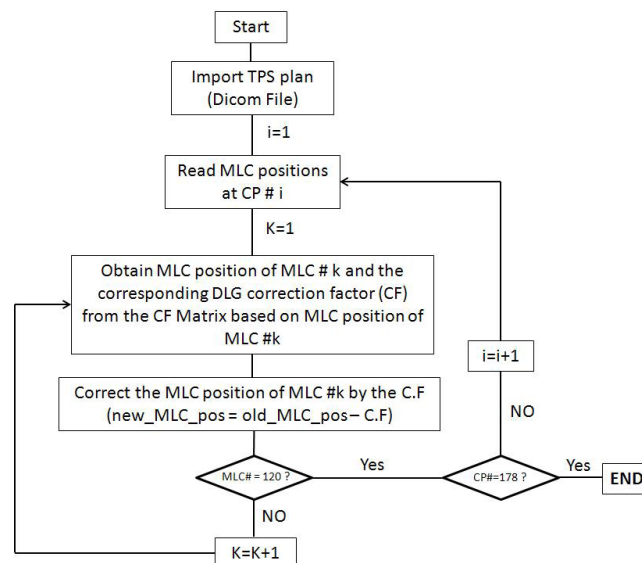 Start
Import TPS plan
(Dicom File)
i=1
Read MLC positions
at CP # i
K=1
Obtain MLC position of MLC # k and the
corresponding DLG correction factor (CF)
from the CF Matrix based on MLC position of
MLC #k
i=i+1
Correct the MLC position of MLC #k by the C.F
(new_MLC_pos = old_MLC_pos – C.F)
NO
MLC# = 120 ?
Yes
CP#=178 ?
Yes
END
NO
K=K+1